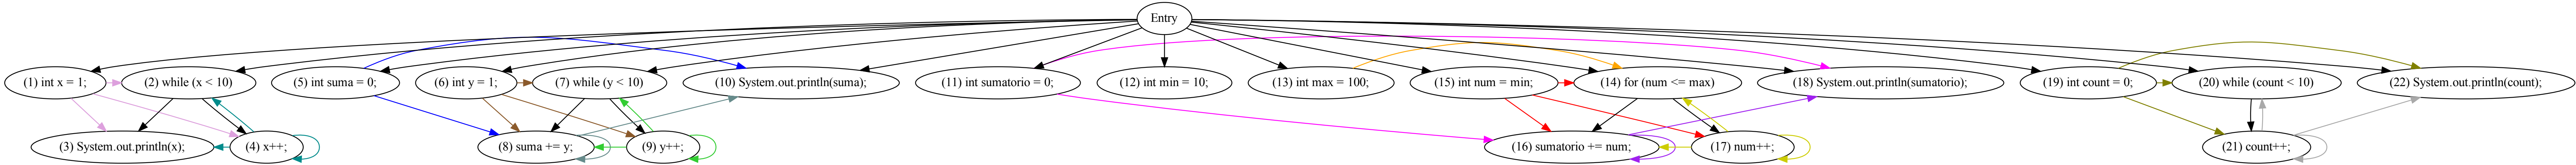 Entry
(1) int x = 1;
(2) while (x < 10)
(5) int suma = 0;
(6) int y = 1;
(7) while (y < 10)
(10) System.out.println(suma);
(11) int sumatorio = 0;
(12) int min = 10;
(13) int max = 100;
(15) int num = min;
(14) for (num <= max)
(18) System.out.println(sumatorio);
(19) int count = 0;
(20) while (count < 10)
(22) System.out.println(count);
(3) System.out.println(x);
(4) x++;
(8) suma += y;
(9) y++;
(16) sumatorio += num;
(17) num++;
(21) count++;